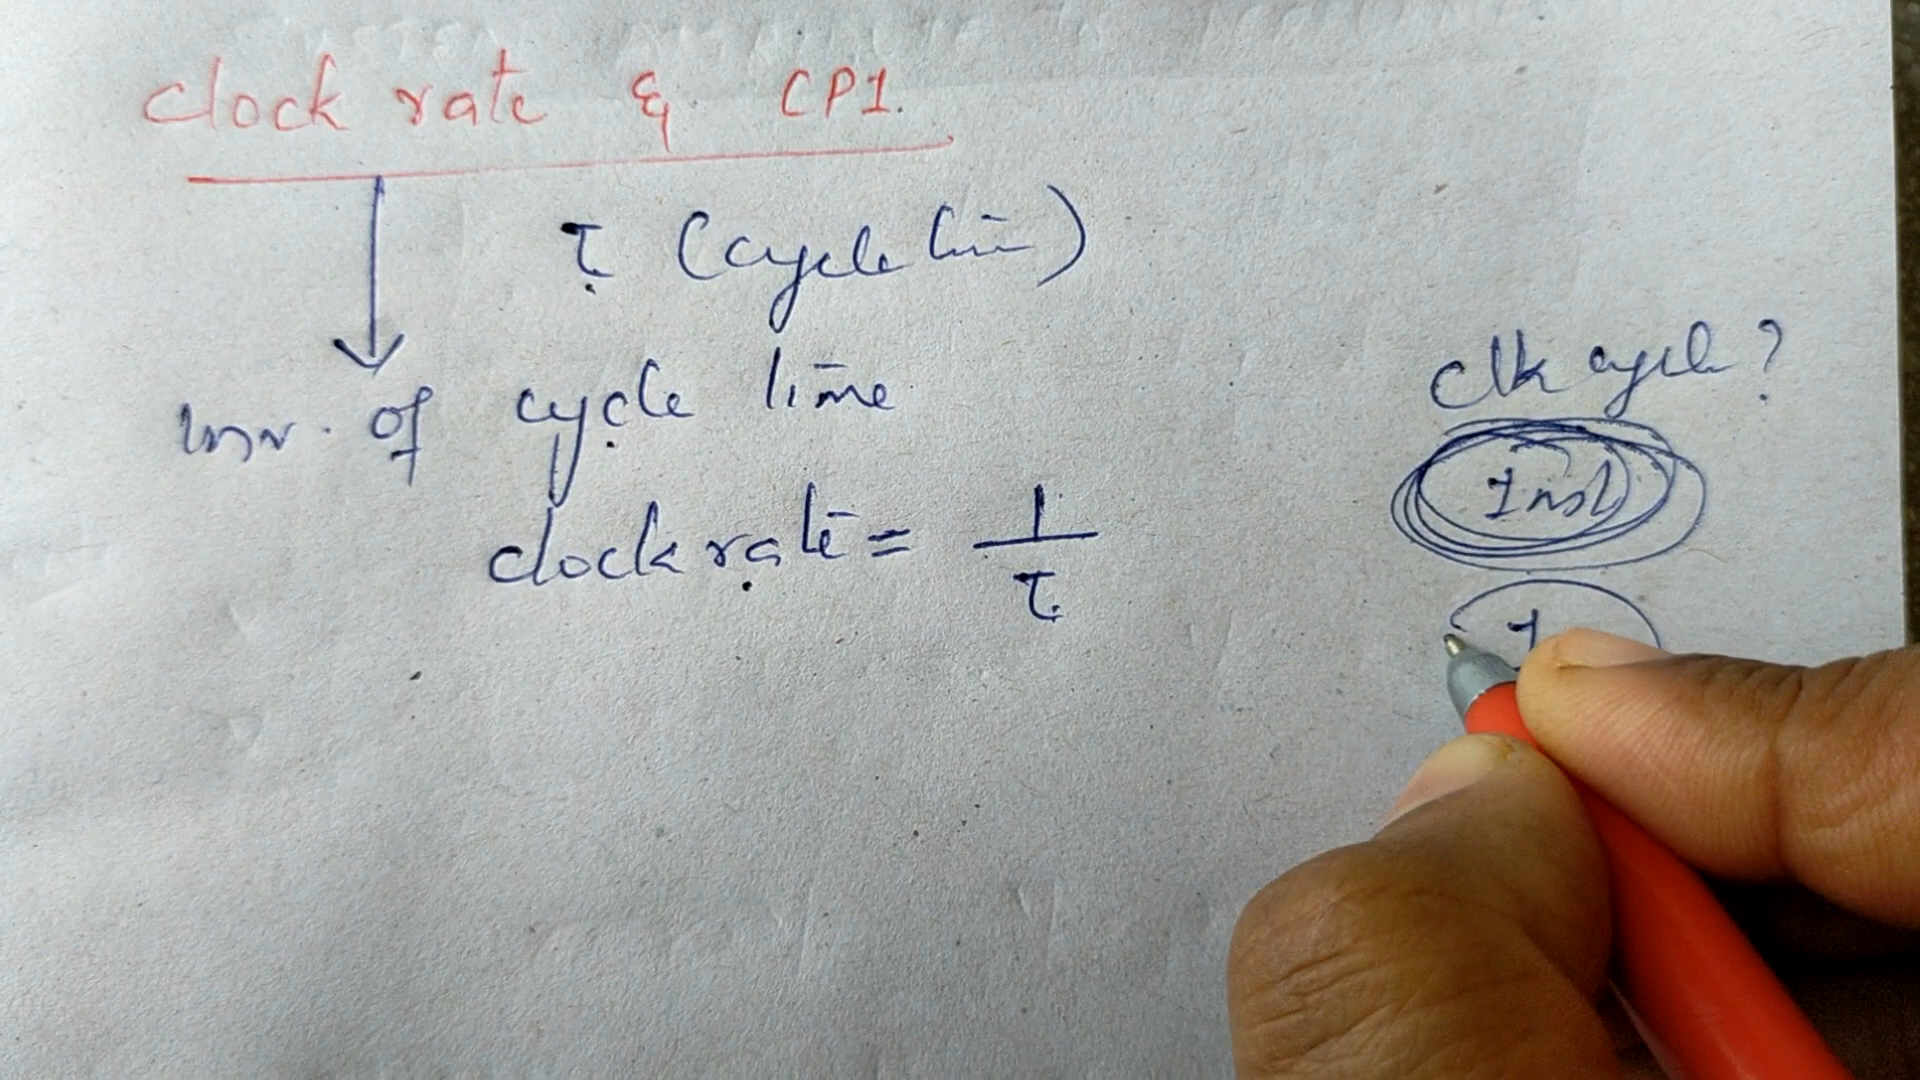 clock rate & CPI.
τ (cycle time)
inv. of cycle time
clock rate = 1/τ
clk cycle?
Inst
I